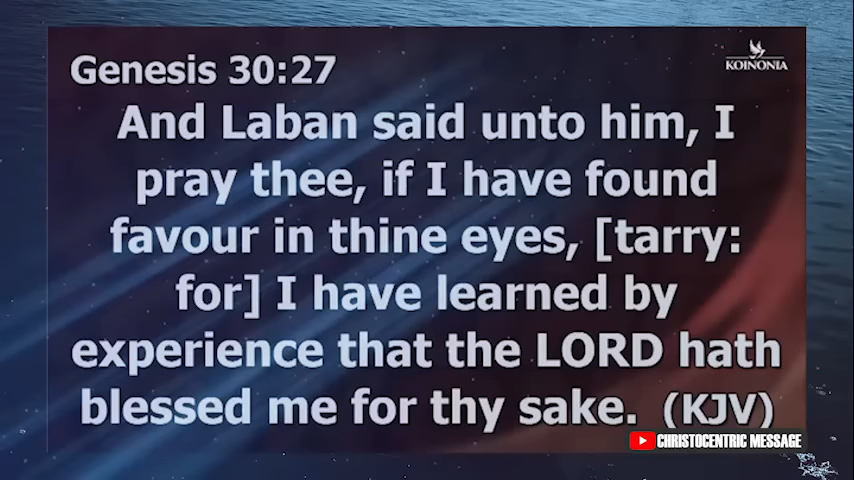 Genesis 30:27
KOINONIA
And Laban said unto him, I
pray thee, if I have found
favour in thine eyes, [tarry:
for] I have learned by
experience that the LORD hath
blessed me for thy sake. (KJV)
CHRISTOCENTRIC MESSAGE